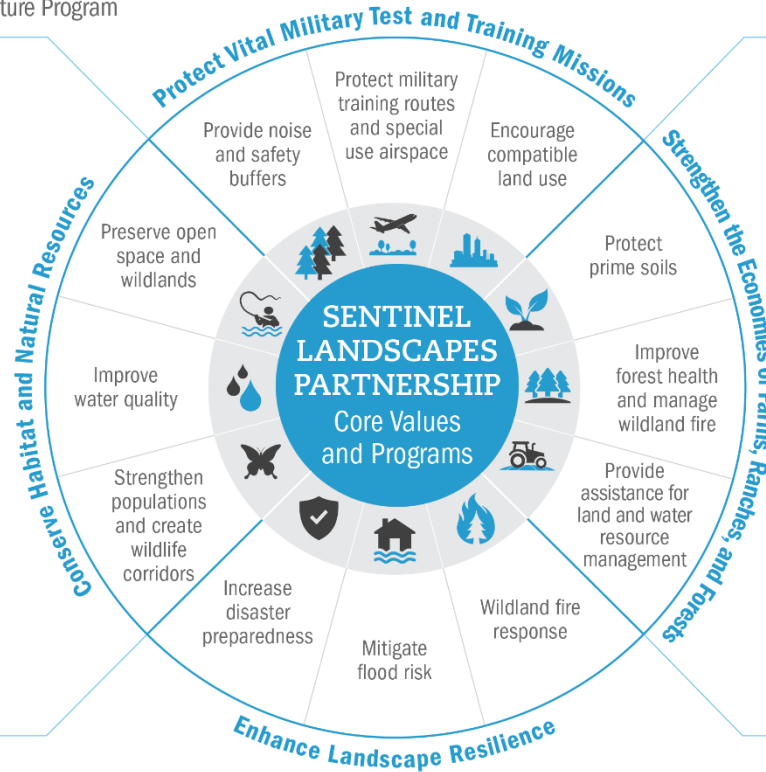 ture Program
Protect Vital Military Test and Training Missions
Provide noise
and safety
buffers
Protect military
training routes
and special
use airspace
Encourage
compatible
land use
Strengthen the Economies of Farms, Ranches, and Forests
Protect
prime soils
Improve
forest health
and manage
wildland fire
Provide
assistance for
land and water
resource
management
Enhance Landscape Resilience
Wildland fire
response
Mitigate
flood risk
Increase
disaster
preparedness
Conserve Habitat and Natural Resources
Strengthen
populations
and create
wildlife
corridors
Improve
water quality
Preserve open
space and
wildlands
SENTINEL
LANDSCAPES
PARTNERSHIP
Core Values
and Programs